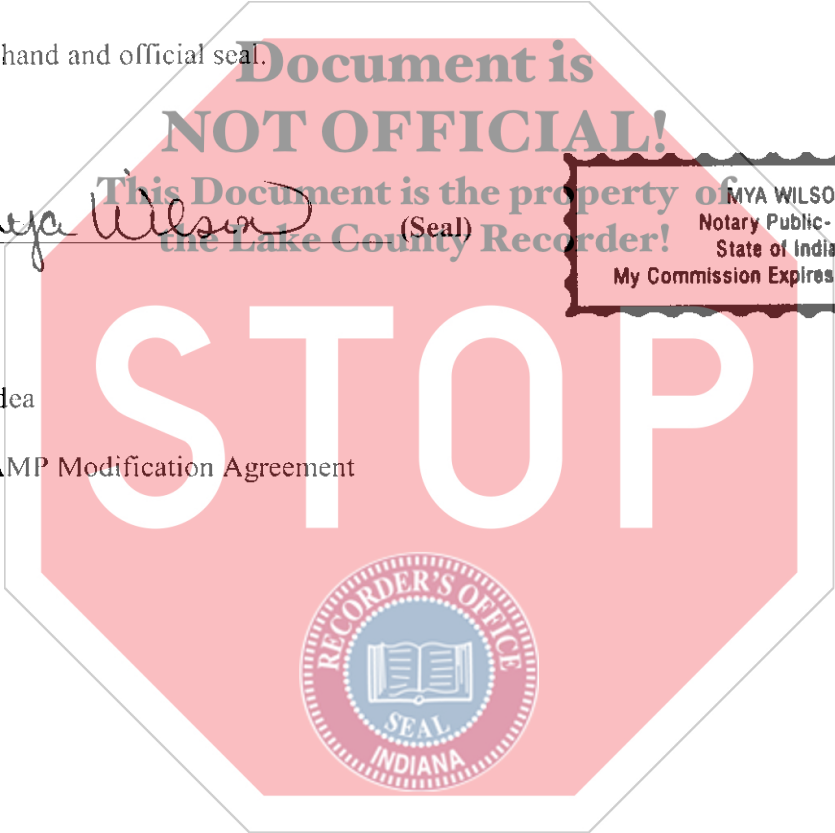 hand and official seal.
Document is
NOT OFFICIAL!
This Document is the property of
the Lake County Recorder!
ya Wilson (Seal)
MYA WILSO
Notary Public-
State of India
My Commission Expires
dea
AMP Modification Agreement
STOP
RECORDER'S OFFICE
SEAL
INDIANA